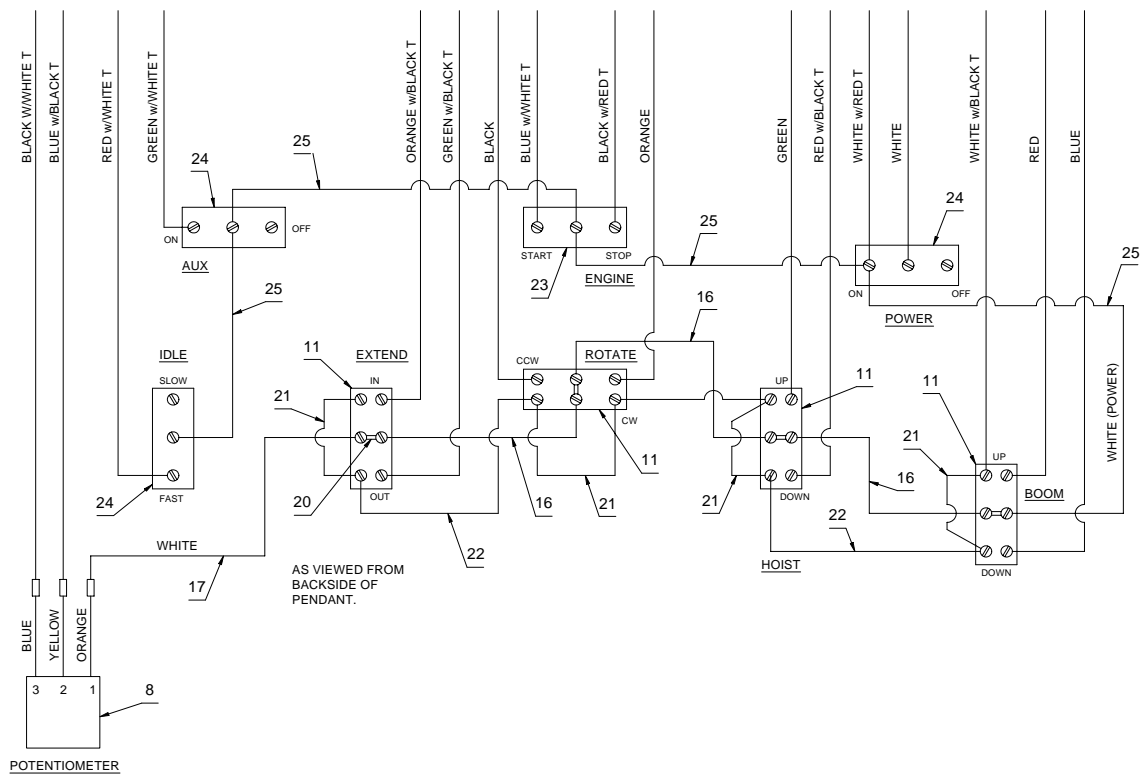 BLACK W/WHITE T
BLUE w/BLACK T
RED w/WHITE T
GREEN w/WHITE T
ORANGE w/BLACK T
GREEN w/BLACK T
BLACK
BLUE w/WHITE T
BLACK w/RED T
ORANGE
GREEN
RED w/BLACK T
WHITE w/RED T
WHITE
WHITE w/BLACK T
RED
BLUE
24
25
ON
OFF
AUX
START
STOP
23
ENGINE
25
24
ON
OFF
POWER
25
25
16
WHITE (POWER)
IDLE
SLOW
FAST
24
11
EXTEND
IN
OUT
21
20
CCW
ROTATE
CW
11
16
21
22
UP
11
DOWN
21
HOIST
16
11
21
UP
BOOM
DOWN
22
WHITE
17
AS VIEWED FROM
BACKSIDE OF
PENDANT.
BLUE
YELLOW
ORANGE
3
2
1
8
POTENTIOMETER